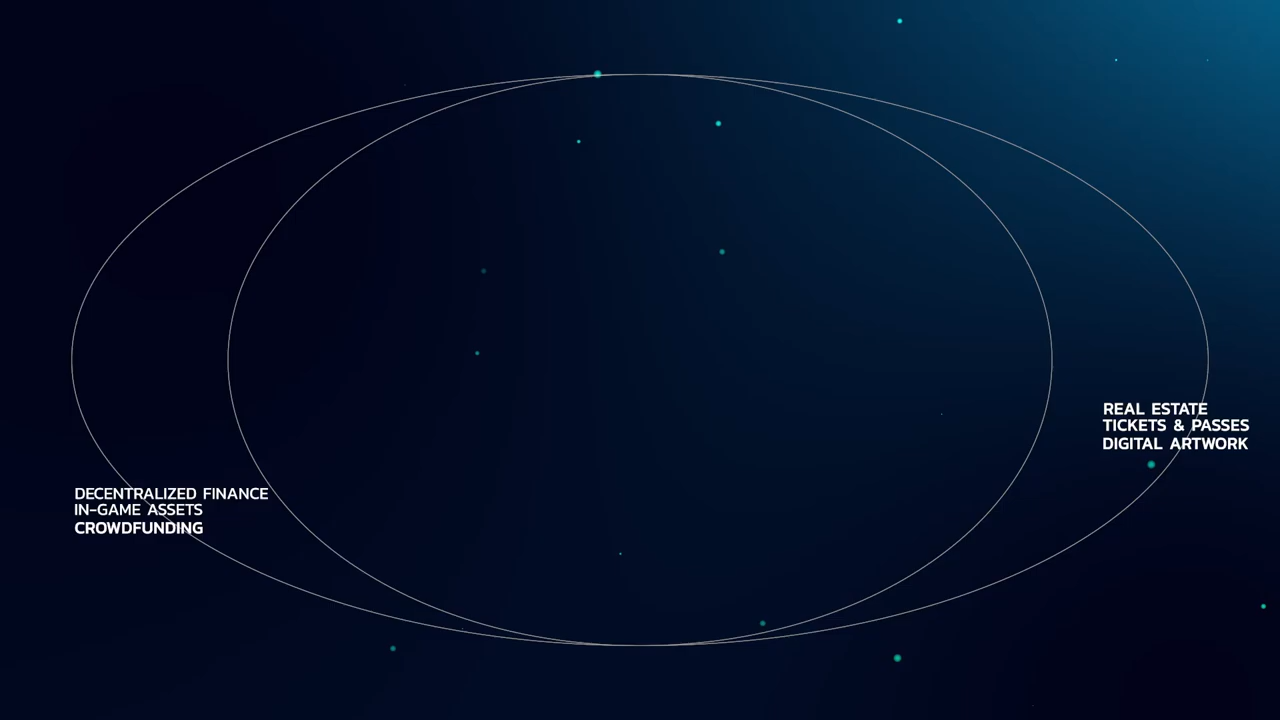 REAL ESTATE
TICKETS & PASSES
DIGITAL ARTWORK
DECENTRALIZED FINANCE
IN-GAME ASSETS
CROWDFUNDING